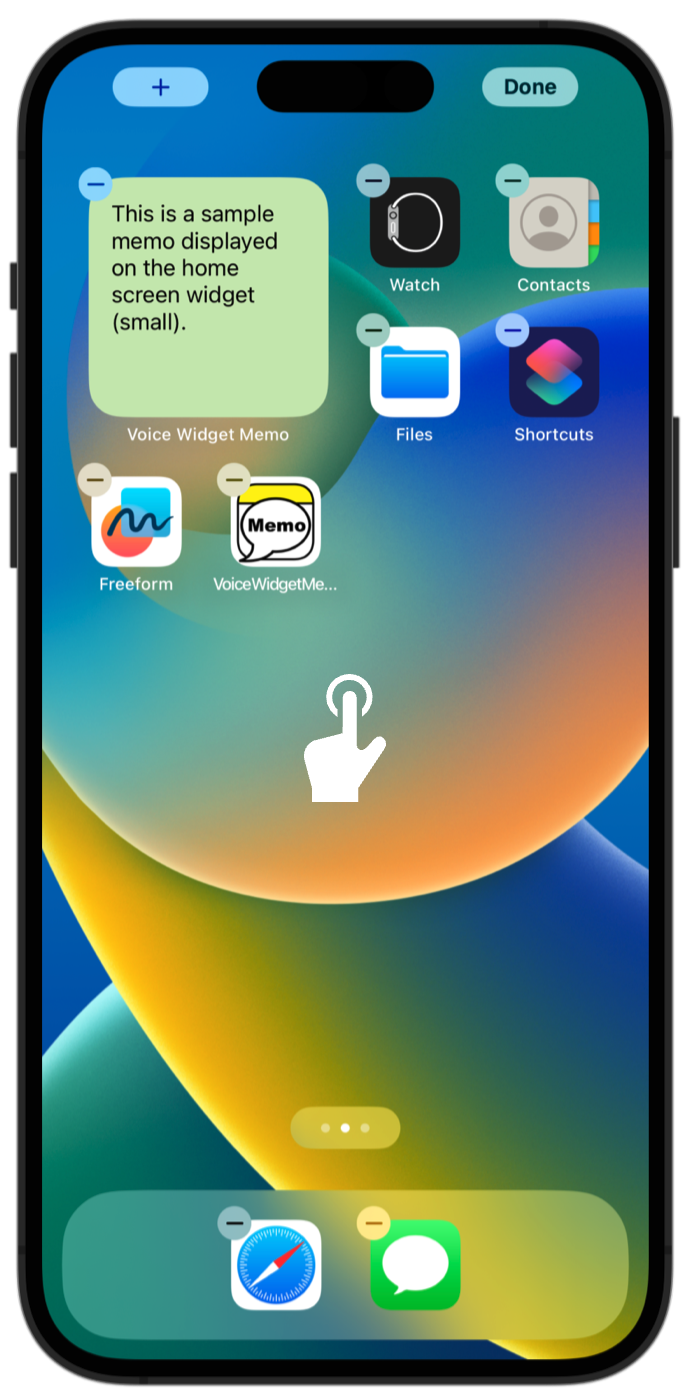 +
Done
This is a sample
memo displayed
on the home
screen widget
(small).
Voice Widget Memo
Watch
Contacts
Files
Shortcuts
Freeform
Memo
VoiceWidgetMe...